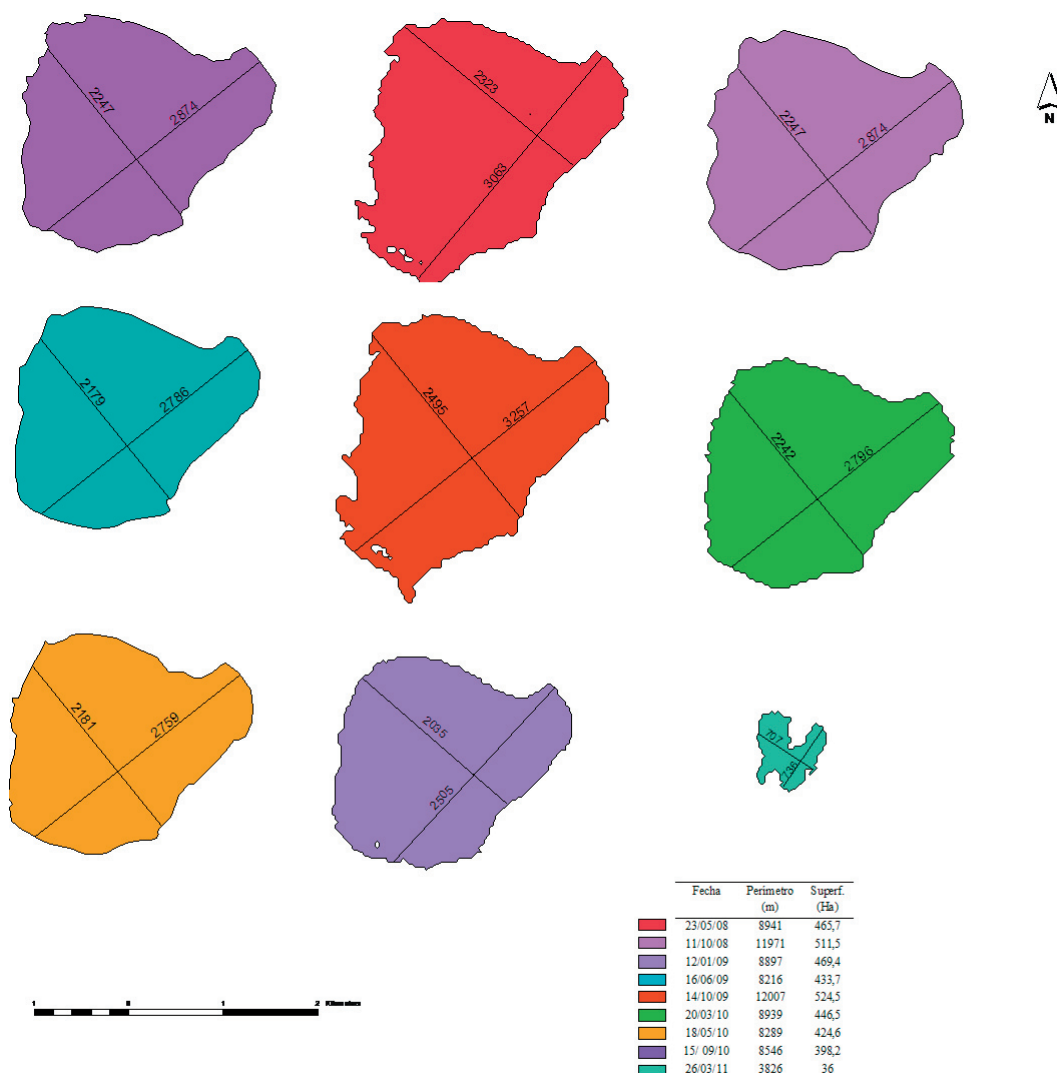 2247
2874
2323
3063
2247
2874
N
2179
2786
2495
3257
2242
2796
2181
2759
2035
2505
707
736
Fecha Perimetro Superf.
(m) (Ha)
23/05/08 8941 465,7
11/10/08 11971 511,5
12/01/09 8897 469,4
16/06/09 8216 433,7
14/10/09 12007 524,5
20/03/10 8939 446,5
18/05/10 8289 424,6
15/ 09/10 8546 398,2
26/03/11 3826 36
1 0 1 2 Kilometers